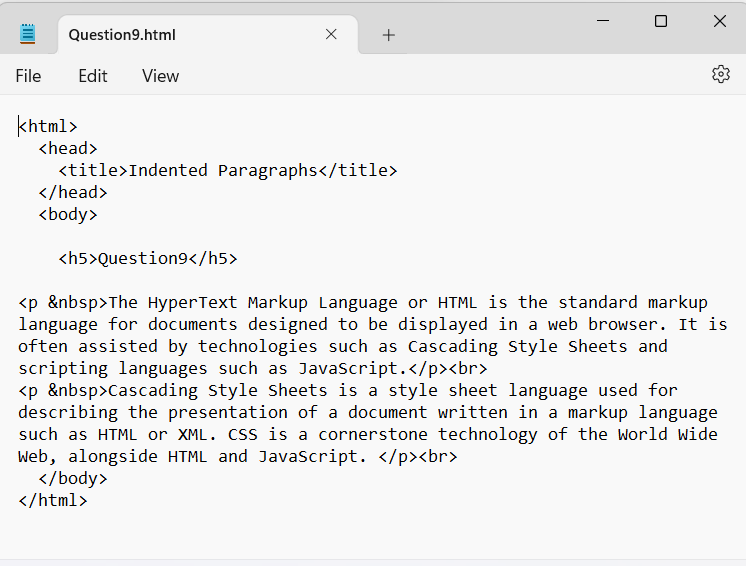 Question9.html
File Edit View
<html>
  <head>
    <title>Indented Paragraphs</title>
  </head>
  <body>

    <h5>Question9</h5>

<p &nbsp>The HyperText Markup Language or HTML is the standard markup
language for documents designed to be displayed in a web browser. It is
often assisted by technologies such as Cascading Style Sheets and
scripting languages such as JavaScript.</p><br>
<p &nbsp>Cascading Style Sheets is a style sheet language used for
describing the presentation of a document written in a markup language
such as HTML or XML. CSS is a cornerstone technology of the World Wide
Web, alongside HTML and JavaScript. </p><br>
  </body>
</html>